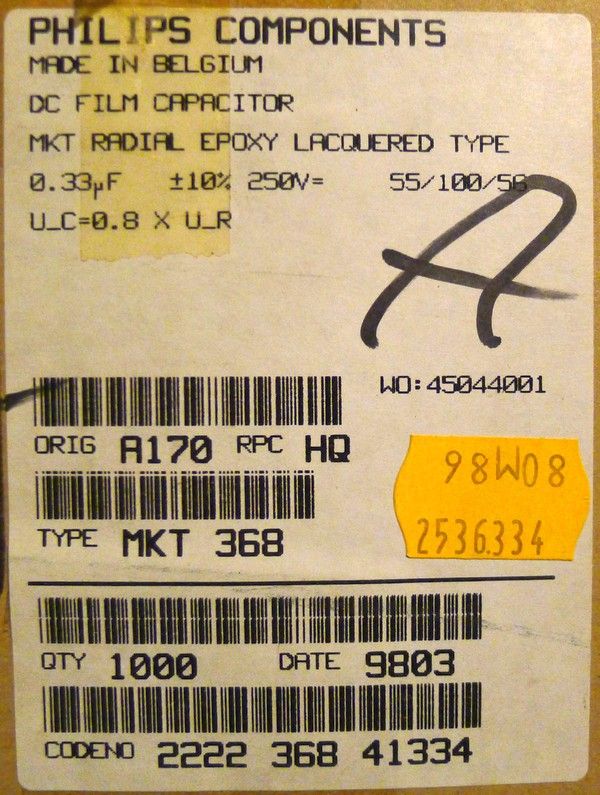 PHILIPS COMPONENTS
MADE IN BELGIUM
DC FILM CAPACITOR
MKT RADIAL EPOXY LACQUERED TYPE
0.33µF ±10% 250V= 55/100/56
U_C=0.8 X U_R
A
WO:45044001
ORIG A170 RPC HQ
98W08
2536.334
TYPE MKT 368
QTY 1000 DATE 9803
CODENO 2222 368 41334